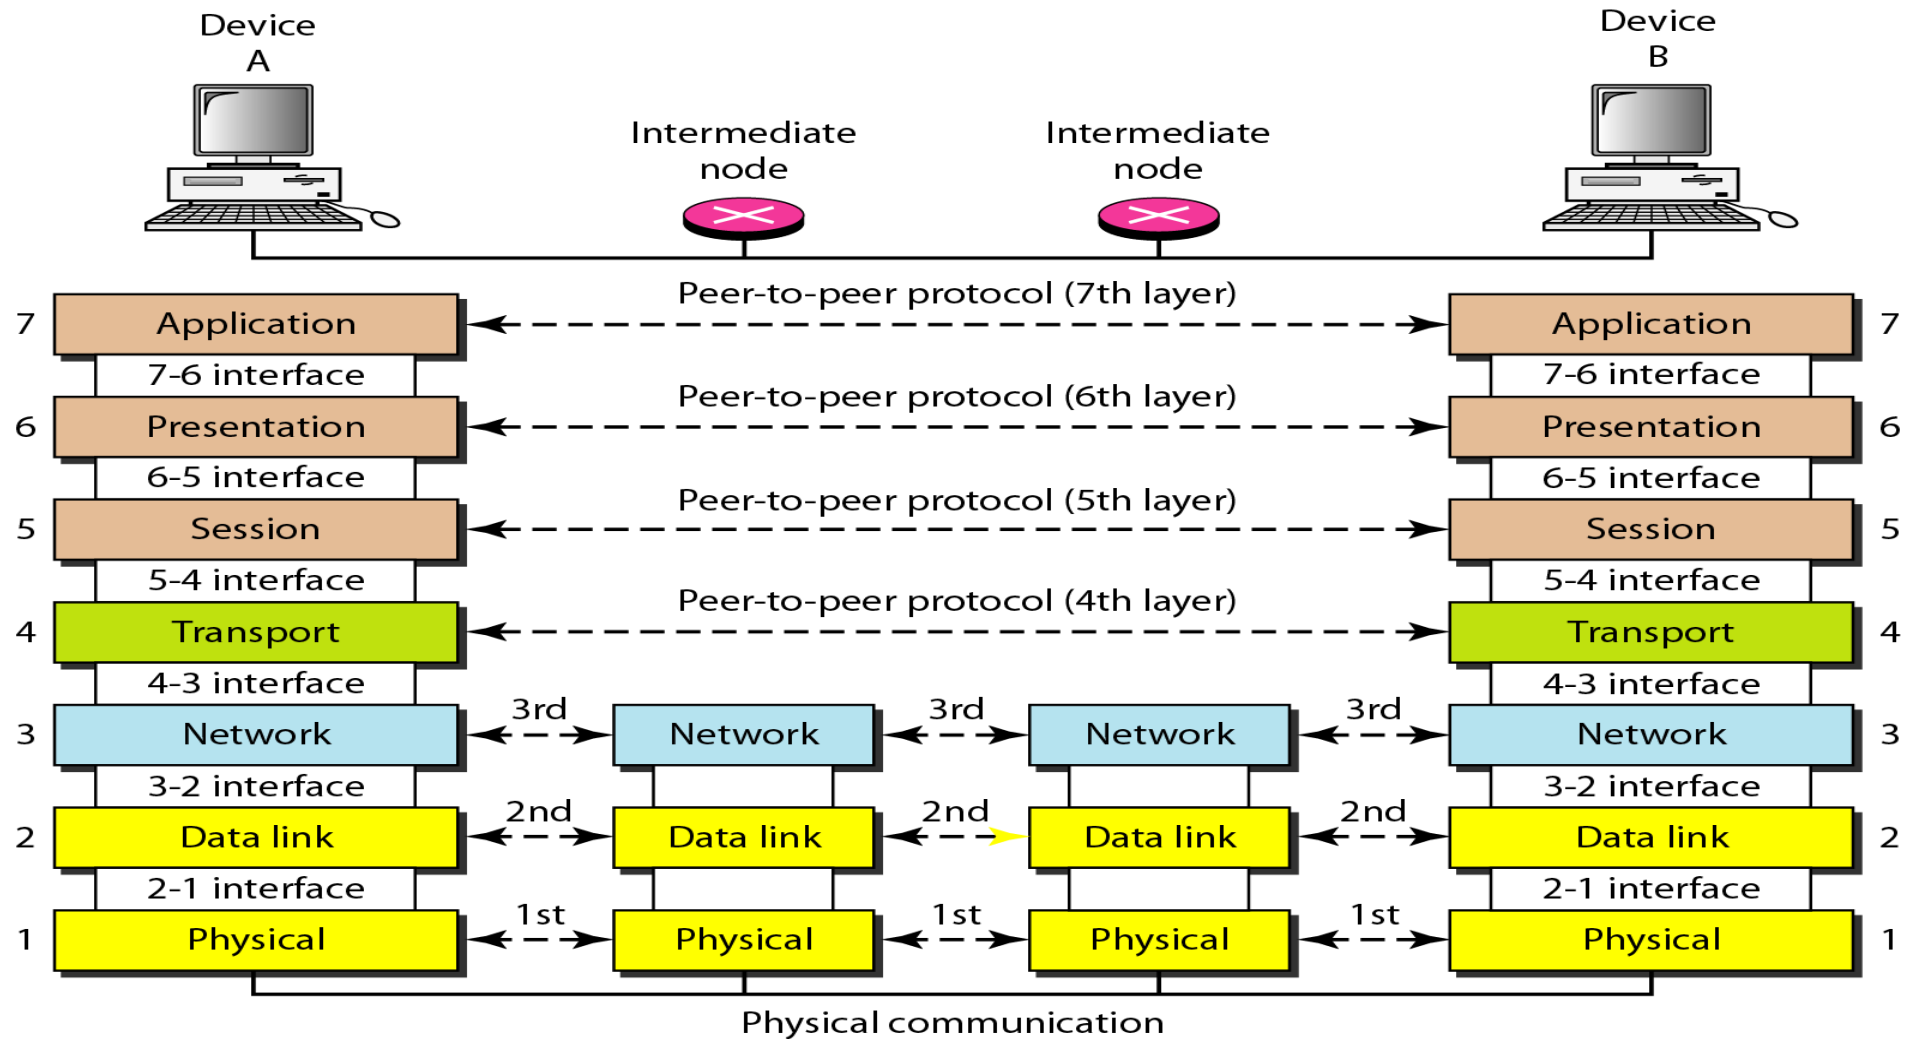 Device
A
Device
B
Intermediate
node
Intermediate
node
Peer-to-peer protocol (7th layer)
7 Application Application 7
7-6 interface 7-6 interface
Peer-to-peer protocol (6th layer)
6 Presentation Presentation 6
6-5 interface 6-5 interface
Peer-to-peer protocol (5th layer)
5 Session Session 5
5-4 interface 5-4 interface
Peer-to-peer protocol (4th layer)
4 Transport Transport 4
4-3 interface 4-3 interface
3rd 3rd 3rd
3 Network Network Network Network 3
3-2 interface 3-2 interface
2nd 2nd 2nd
2 Data link Data link Data link Data link 2
2-1 interface 2-1 interface
1st 1st 1st
1 Physical Physical Physical Physical 1
Physical communication